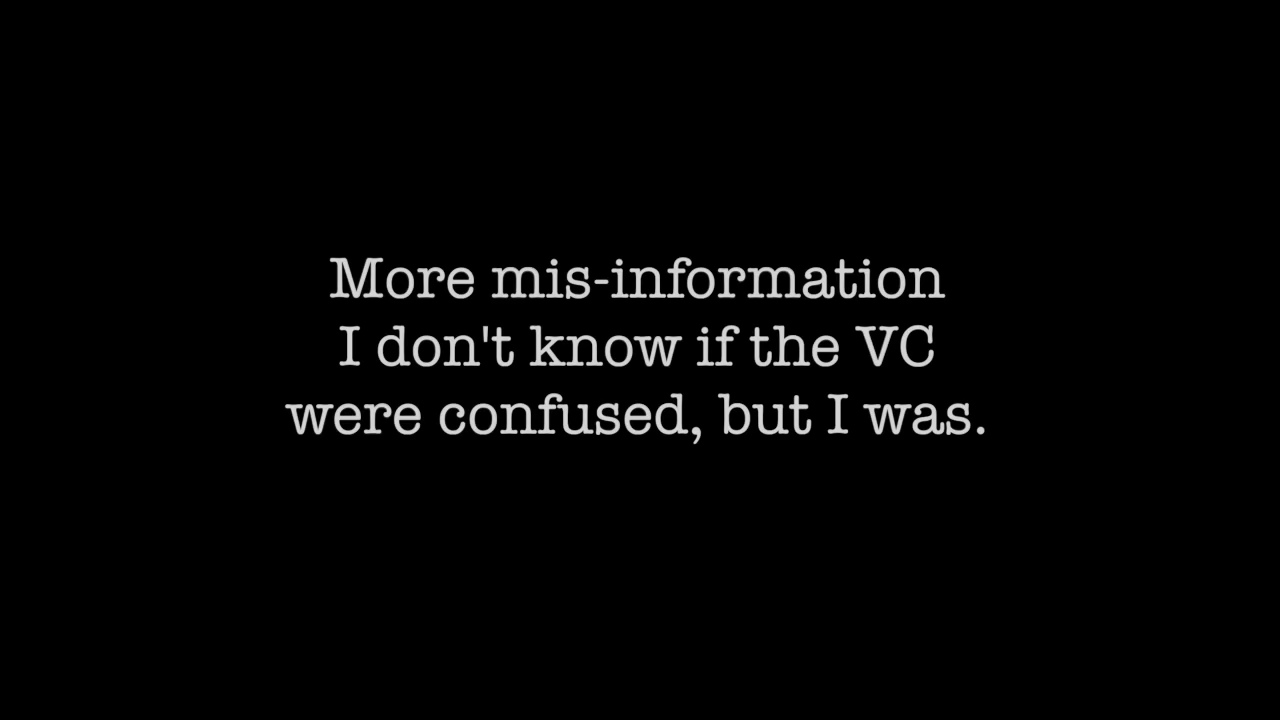 More mis-information
I don't know if the VC
were confused, but I was.